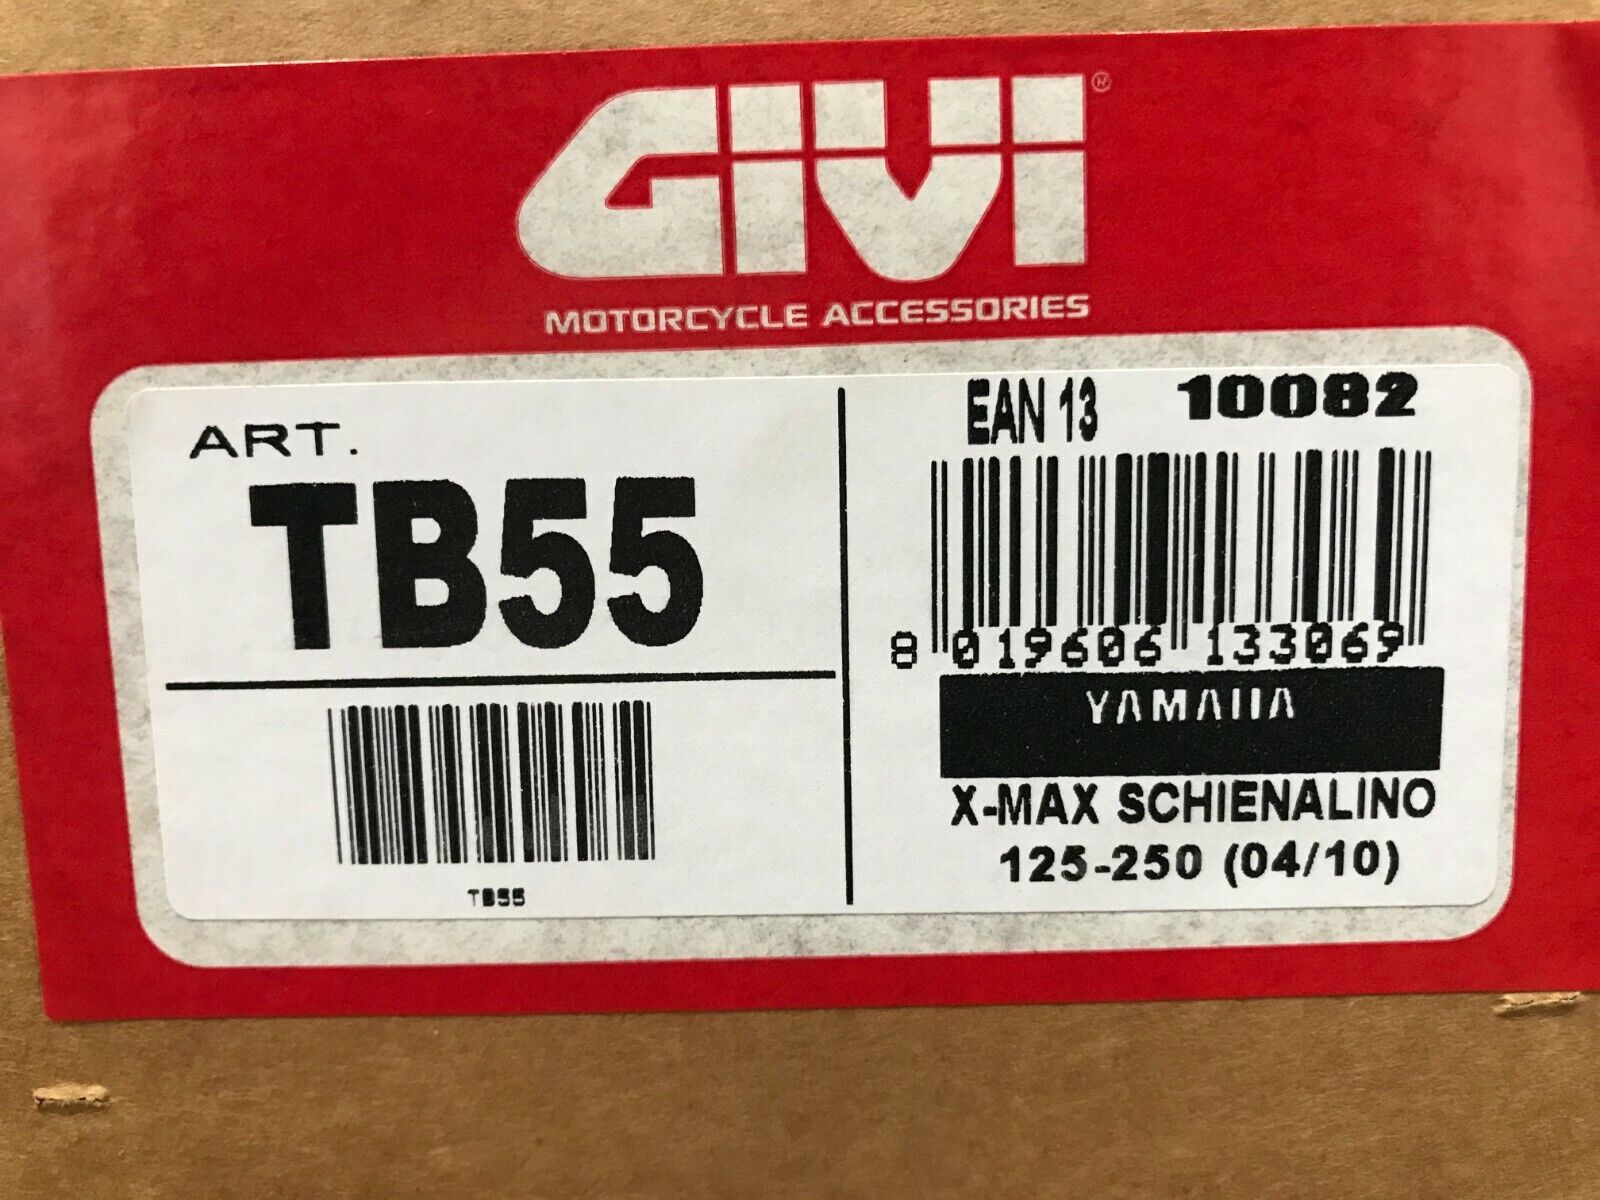 GIVI®
MOTORCYCLE ACCESSORIES
ART.
TB55
TB55
EAN 13 10082
8 019606 133069
YAMAHA
X-MAX SCHIENALINO
125-250 (04/10)